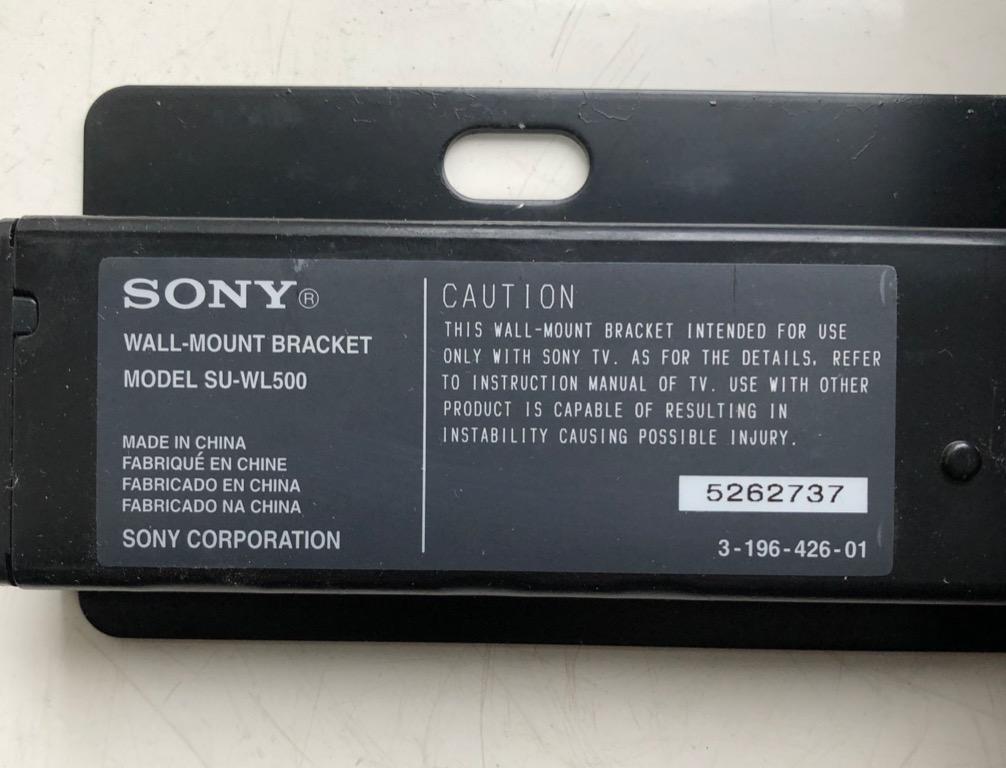 SONY®
WALL-MOUNT BRACKET
MODEL SU-WL500
MADE IN CHINA
FABRIQUÉ EN CHINE
FABRICADO EN CHINA
FABRICADO NA CHINA
SONY CORPORATION
CAUTION
THIS WALL-MOUNT BRACKET INTENDED FOR USE
ONLY WITH SONY TV. AS FOR THE DETAILS, REFER
TO INSTRUCTION MANUAL OF TV. USE WITH OTHER
PRODUCT IS CAPABLE OF RESULTING IN
INSTABILITY CAUSING POSSIBLE INJURY.
5262737
3-196-426-01